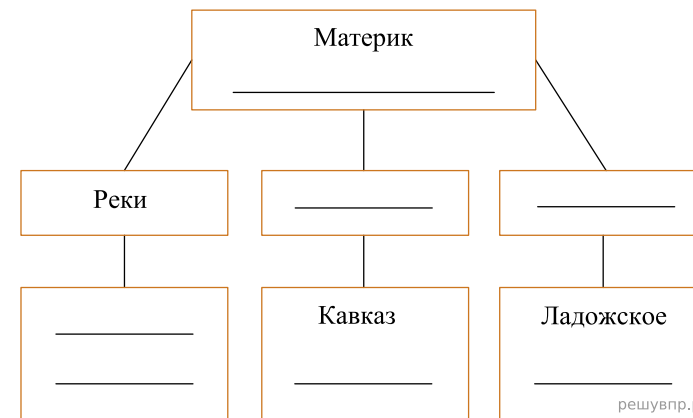 Материк
Реки
Кавказ
Ладожское
решувпр.